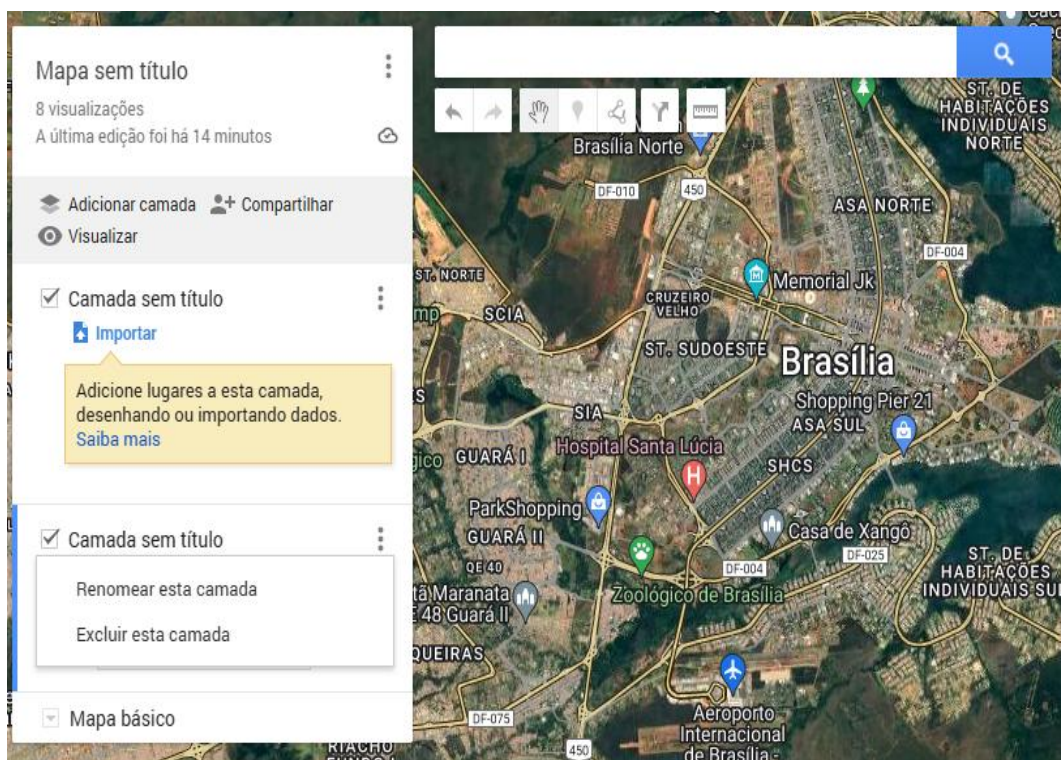 Mapa sem título
8 visualizações
A última edição foi há 14 minutos
Adicionar camada
Compartilhar
Visualizar
Camada sem título
Importar
Adicione lugares a esta camada,
desenhando ou importando dados.
Saiba mais
Camada sem título
Renomear esta camada
Excluir esta camada
Mapa básico
ST. DE
HABITAÇÕES
INDIVIDUAIS
NORTE
Brasília Norte
DF-010
450
ASA NORTE
DF-004
ST. NORTE
Memorial Jk
CRUZEIRO
VELHO
SCIA
ST. SUDOESTE
Brasília
Shopping Pier 21
SIA
ASA SUL
Hospital Santa Lúcia
GUARÁ I
SHCS
H
ParkShopping
GUARÁ II
Casa de Xangô
DF-025
QE 40
DF-004
ST. DE
HABITAÇÕES
INDIVIDUAIS SUL
Zoológico de Brasília
Maranata
48 Guará II
QUEIRAS
DF-075
Aeroporto
Internacional
de Brasília -
RIACHO
450